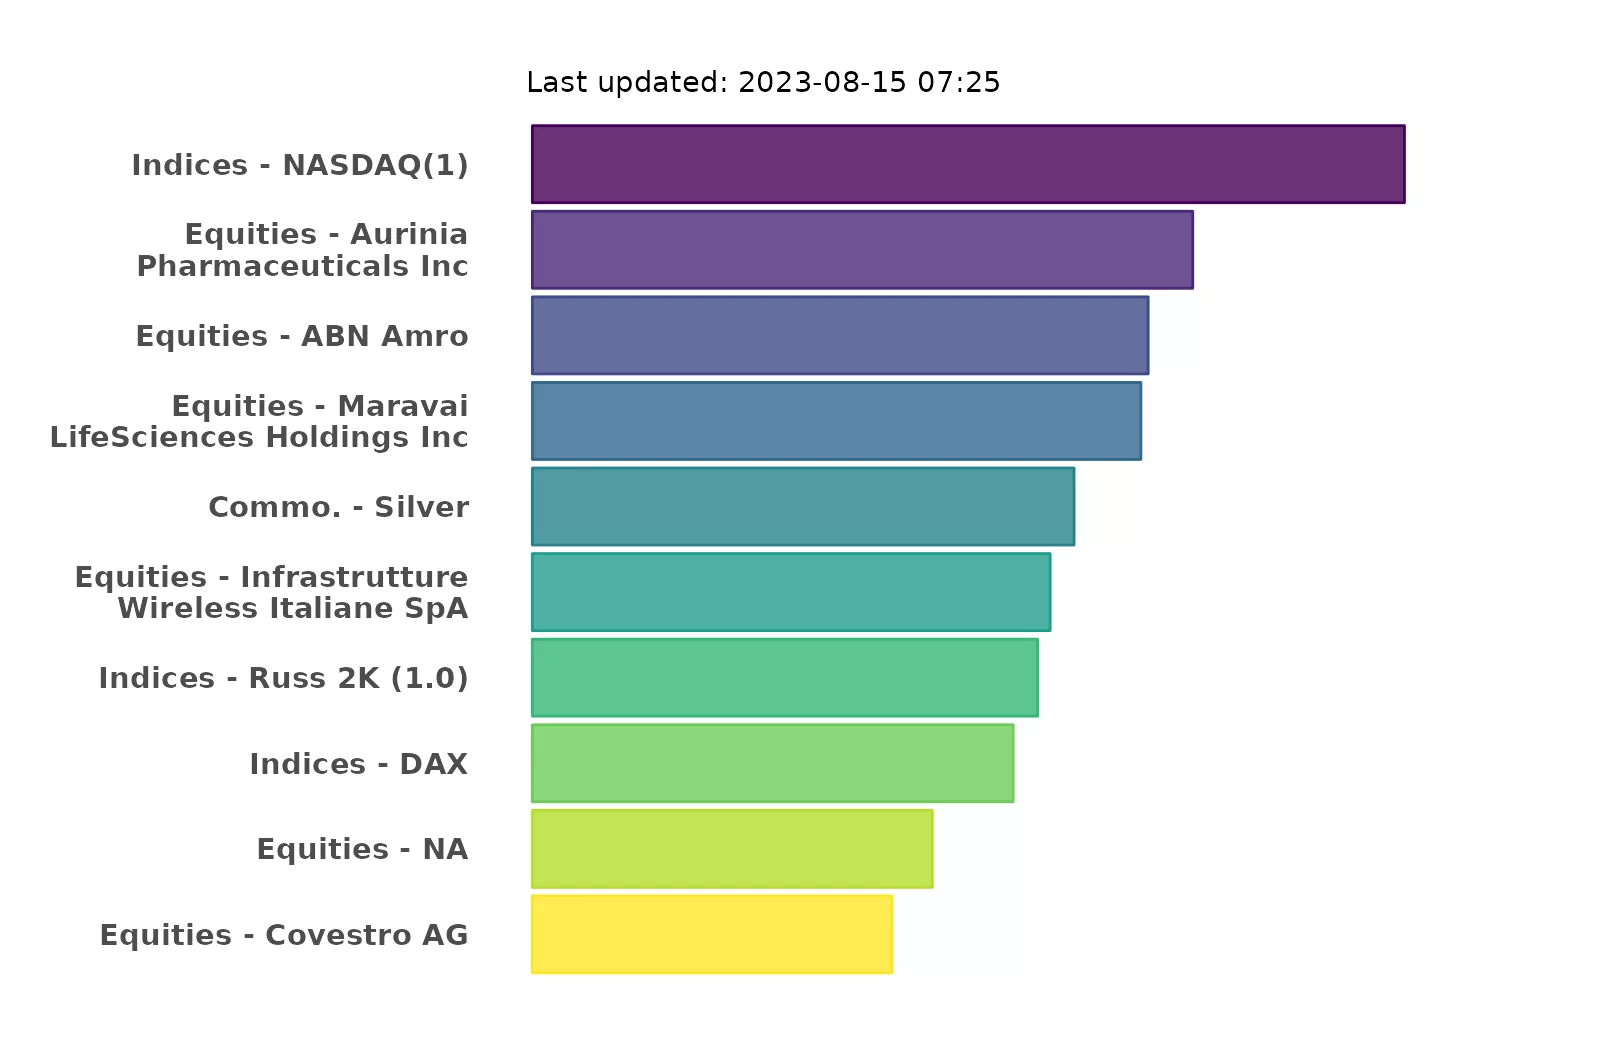 Last updated: 2023-08-15 07:25
Indices - NASDAQ(1)
Equities - Aurinia
Pharmaceuticals Inc
Equities - ABN Amro
Equities - Maravai
LifeSciences Holdings Inc
Commo. - Silver
Equities - Infrastrutture
Wireless Italiane SpA
Indices - Russ 2K (1.0)
Indices - DAX
Equities - NA
Equities - Covestro AG